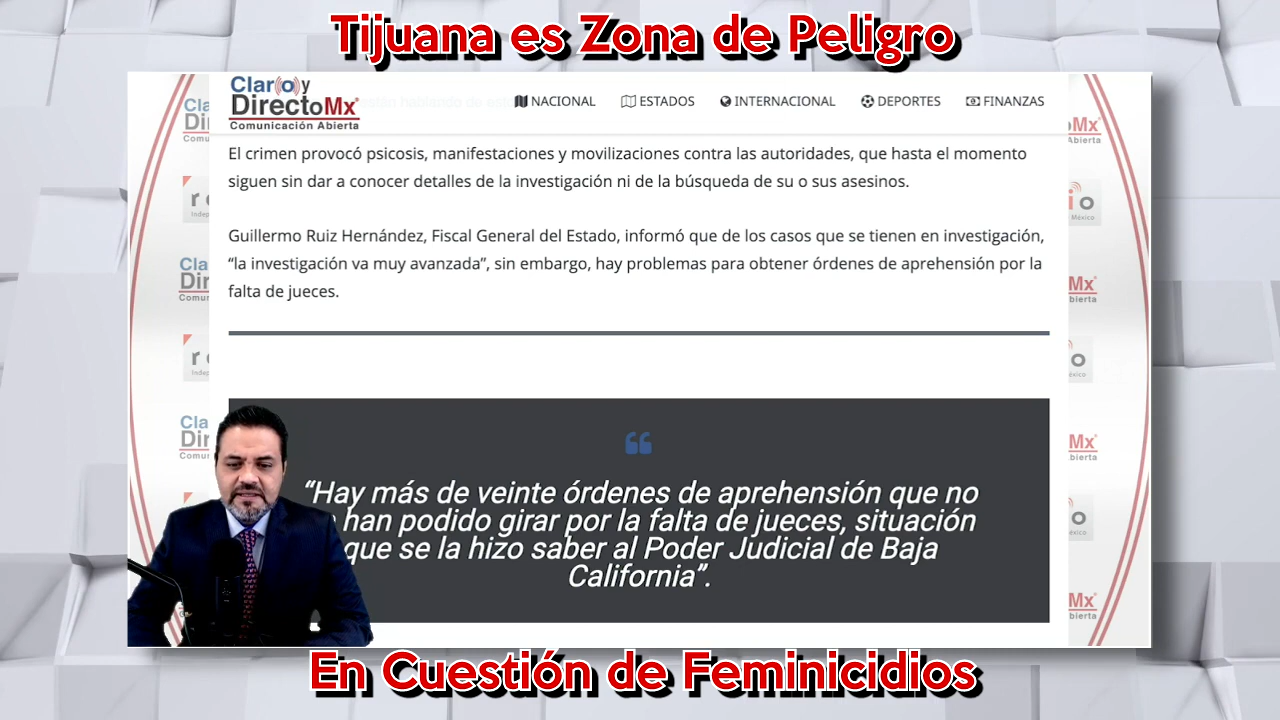 Tijuana es Zona de Peligro
Clar(o)y
DirectoMx
Comunicación Abierta
NACIONAL
ESTADOS
INTERNACIONAL
DEPORTES
FINANZAS
El crimen provocó psicosis, manifestaciones y movilizaciones contra las autoridades, que hasta el momento
siguen sin dar a conocer detalles de la investigación ni de la búsqueda de su o sus asesinos.
Guillermo Ruiz Hernández, Fiscal General del Estado, informó que de los casos que se tienen en investigación,
“la investigación va muy avanzada”, sin embargo, hay problemas para obtener órdenes de aprehensión por la
falta de jueces.
“Hay más de veinte órdenes de aprehensión que no
han podido girar por la falta de jueces, situación
que se la hizo saber al Poder Judicial de Baja
California”.
En Cuestión de Feminicidios